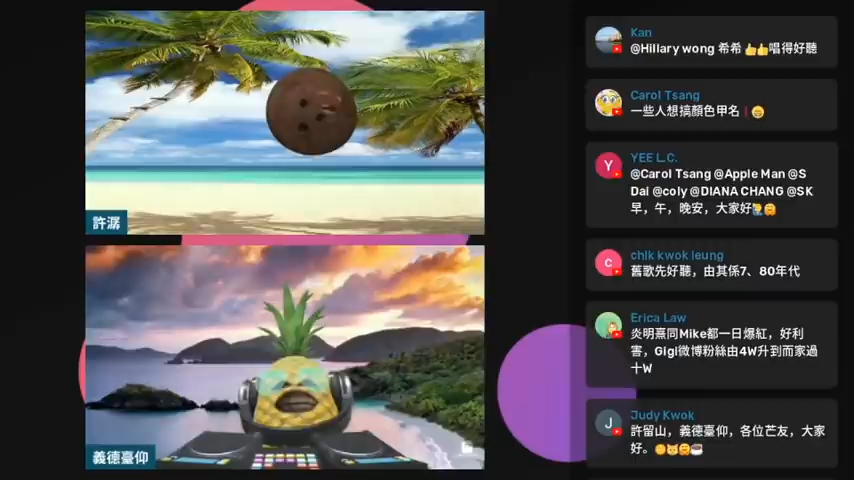 許潺
義德臺仰
Kan
@Hillary wong 希希👍👍唱得好聽
Carol Tsang
一些人想搞顏色甲名❗😄
YEE L.C.
@Carol Tsang @Apple Man @S
Dai @coly @DIANA CHANG @SK
早，午，晚安，大家好🙋‍♂️🤗
chik kwok leung
舊歌先好聽，由其係7、80年代
Erica Law
炎明熹同Mike都一日爆紅，好利
害，Gigi微博粉絲由4W升到而家過
十W
Judy Kwok
許留山，義德臺仰，各位芒友，大家
好。🌞😺🤗☕